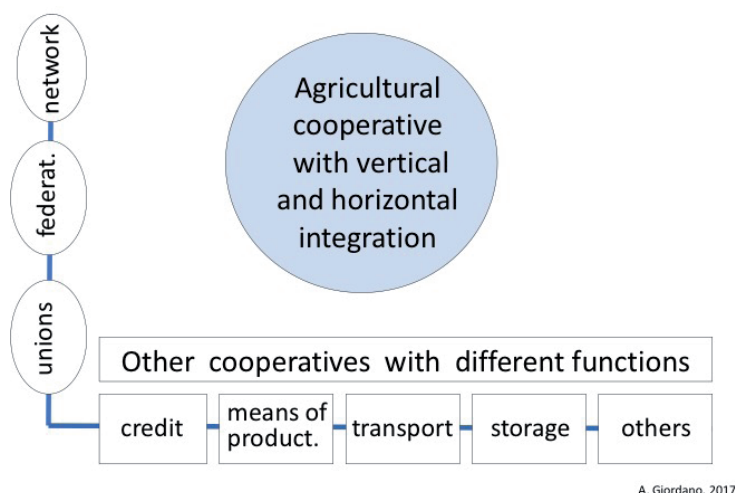 network
federat.
unions
Agricultural
cooperative
with vertical
and horizontal
integration
Other cooperatives with different functions
credit
means of
product.
transport
storage
others
A. Giordano, 2017